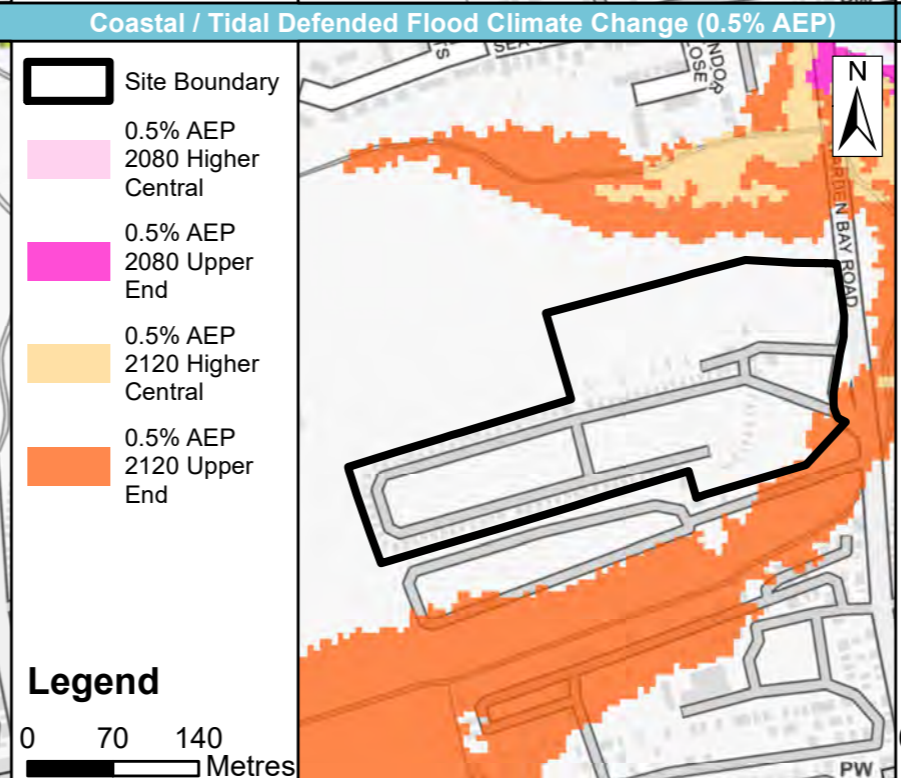 Coastal / Tidal Defended Flood Climate Change (0.5% AEP)
Site Boundary
0.5% AEP
2080 Higher
Central
0.5% AEP
2080 Upper
End
0.5% AEP
2120 Higher
Central
0.5% AEP
2120 Upper
End
Legend
0 70 140
Metres
N
CLOSE
BAY ROAD
PW